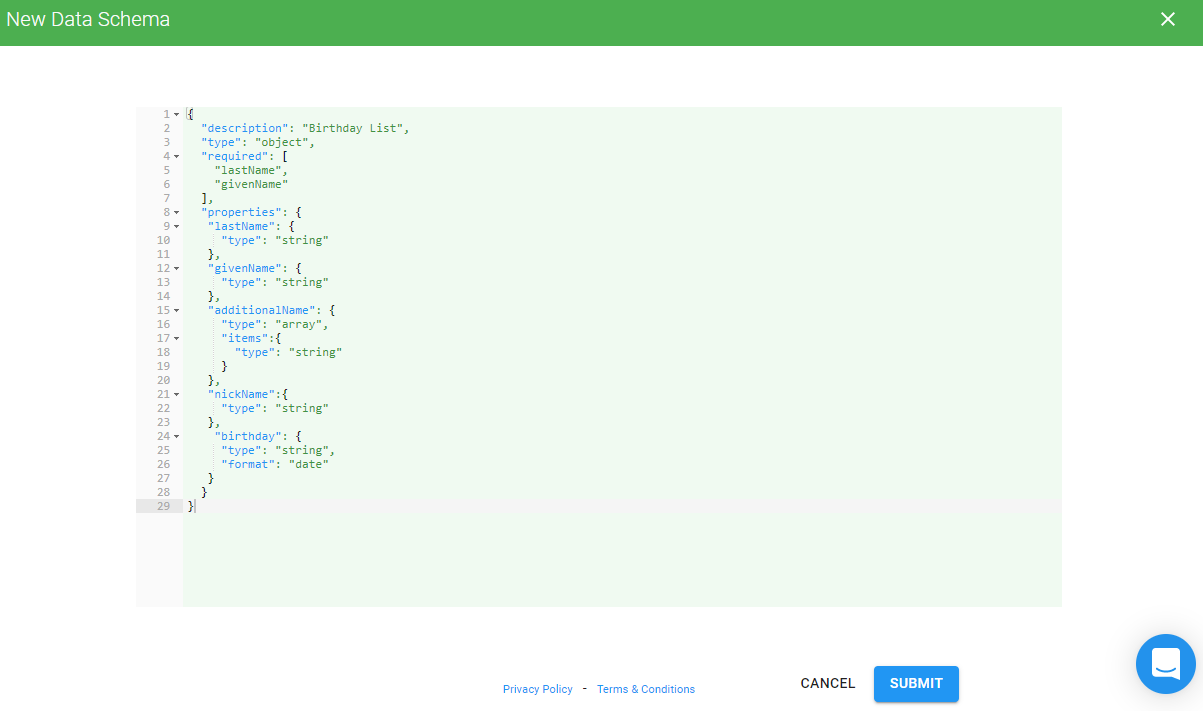 New Data Schema
1 {
2 "description": "Birthday List",
3 "type": "object",
4 "required": [
5 "lastName",
6 "givenName"
7 ],
8 "properties": {
9 "lastName": {
10 "type": "string"
11 },
12 "givenName": {
13 "type": "string"
14 },
15 "additionalName": {
16 "type": "array",
17 "items":{
18 "type": "string"
19 }
20 },
21 "nickName":{
22 "type": "string"
23 },
24 "birthday": {
25 "type": "string",
26 "format": "date"
27 }
28 }
29 }
Privacy Policy - Terms & Conditions
CANCEL
SUBMIT